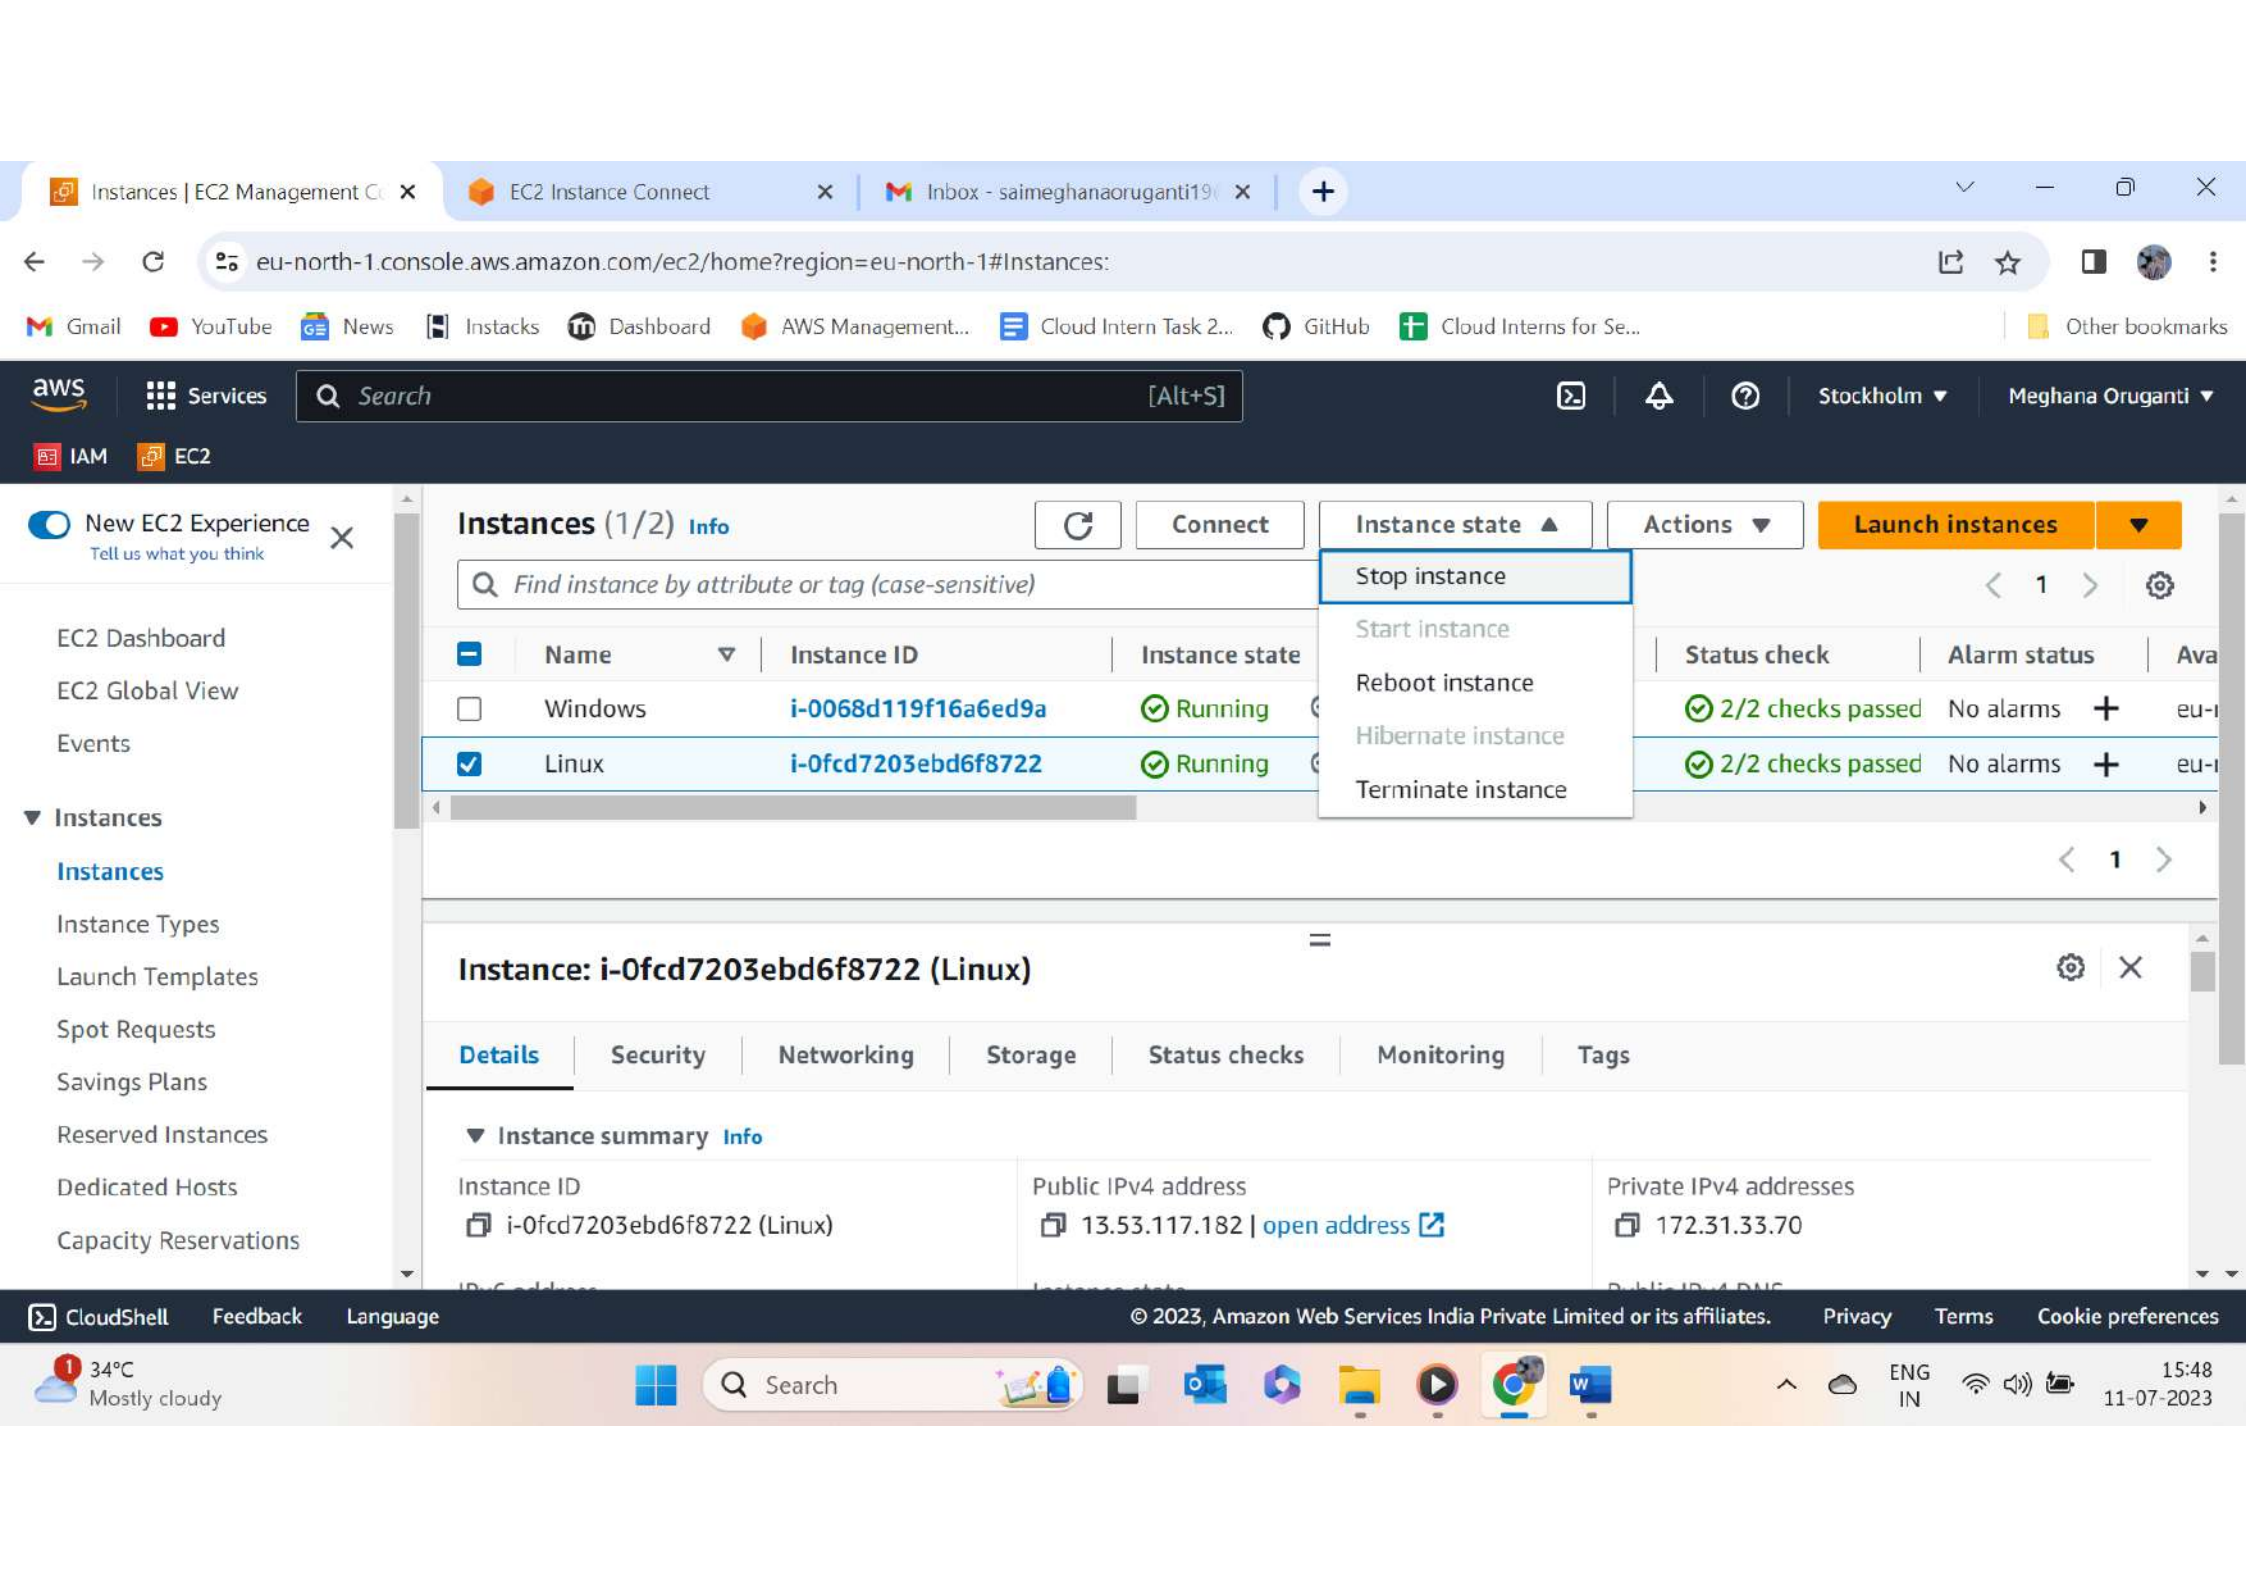 Instances | EC2 Management C
EC2 Instance Connect
Inbox - saimeghanaoruganti19
eu-north-1.console.aws.amazon.com/ec2/home?region=eu-north-1#Instances:
Gmail YouTube GE News Instacks Dashboard AWS Management... Cloud Intern Task 2... GitHub Cloud Interns for Se... Other bookmarks
aws Services Search [Alt+S] Stockholm Meghana Oruganti
IAM EC2
New EC2 Experience
Tell us what you think
EC2 Dashboard
EC2 Global View
Events
Instances
Instances
Instance Types
Launch Templates
Spot Requests
Savings Plans
Reserved Instances
Dedicated Hosts
Capacity Reservations
Instances (1/2) Info Connect Instance state Actions Launch instances
Find instance by attribute or tag (case-sensitive) 1
Stop instance
Start instance
Reboot instance
Hibernate instance
Terminate instance
Name Instance ID Instance state Status check Alarm status Ava
Windows i-0068d119f16a6ed9a Running 2/2 checks passed No alarms + eu-
Linux i-0fcd7203ebd6f8722 Running 2/2 checks passed No alarms + eu-
1
Instance: i-0fcd7203ebd6f8722 (Linux)
Details Security Networking Storage Status checks Monitoring Tags
Instance summary Info
Instance ID Public IPv4 address Private IPv4 addresses
i-0fcd7203ebd6f8722 (Linux) 13.53.117.182 | open address 172.31.33.70
CloudShell Feedback Language © 2023, Amazon Web Services India Private Limited or its affiliates. Privacy Terms Cookie preferences
1 34°C
Mostly cloudy
Search
ENG
IN
15:48
11-07-2023